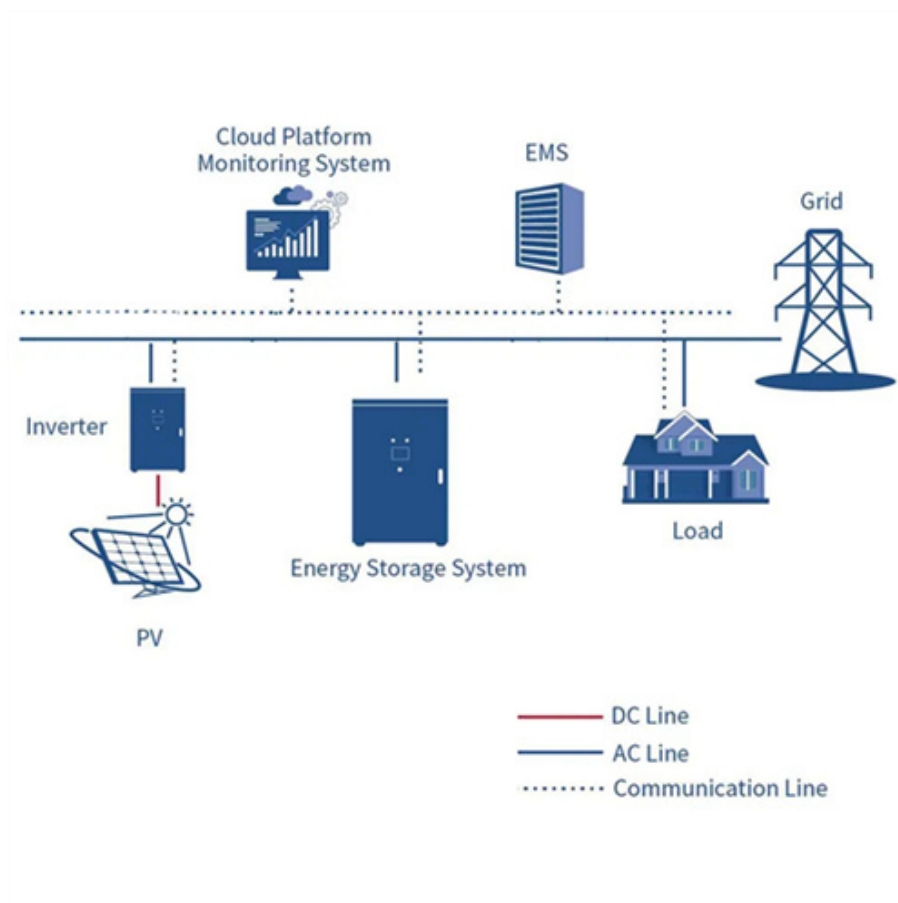 Cloud Platform
Monitoring System
EMS
Grid
Inverter
Load
Energy Storage System
PV
DC Line
AC Line
Communication Line